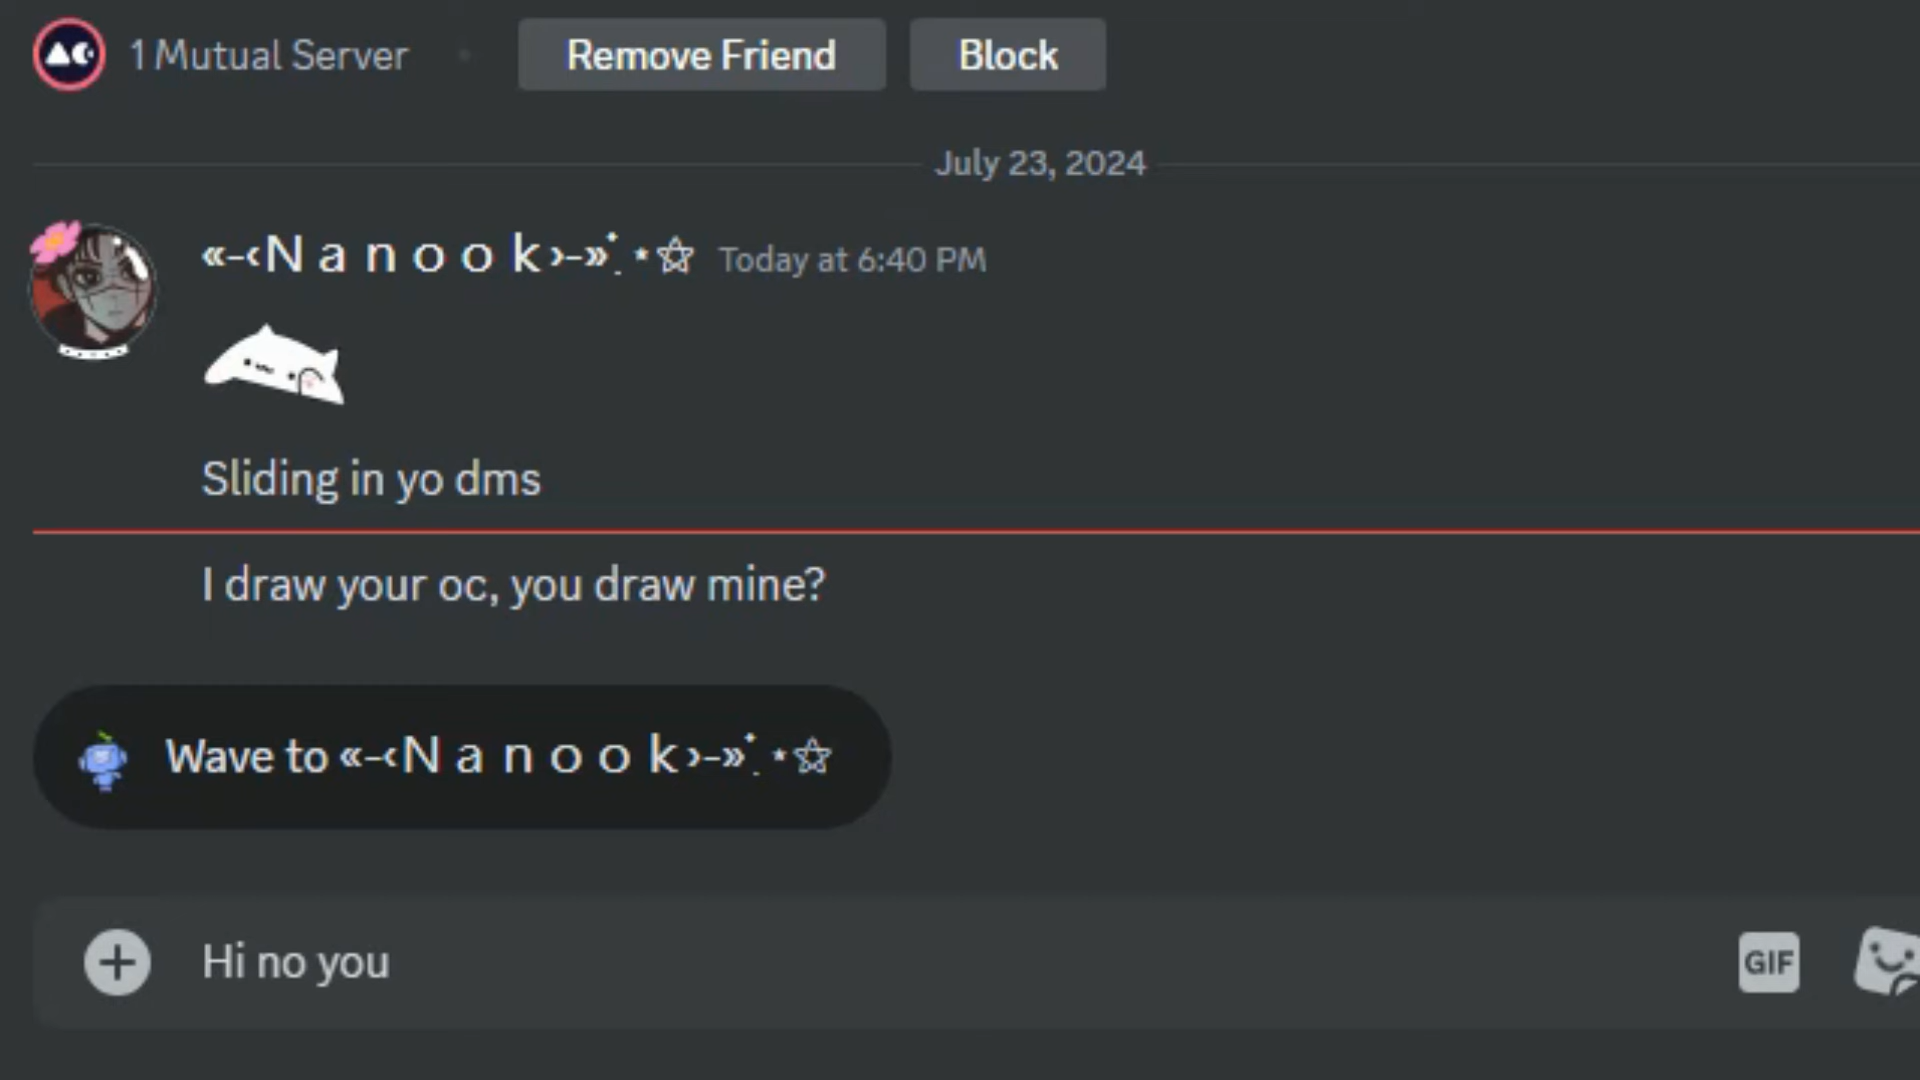 1 Mutual Server
Remove Friend
Block
July 23, 2024
«-‹N a n o o k›-»⋆˚. ⋆☆ Today at 6:40 PM
Sliding in yo dms
I draw your oc, you draw mine?
Wave to «-‹N a n o o k›-»⋆˚. ⋆☆
Hi no you
GIF